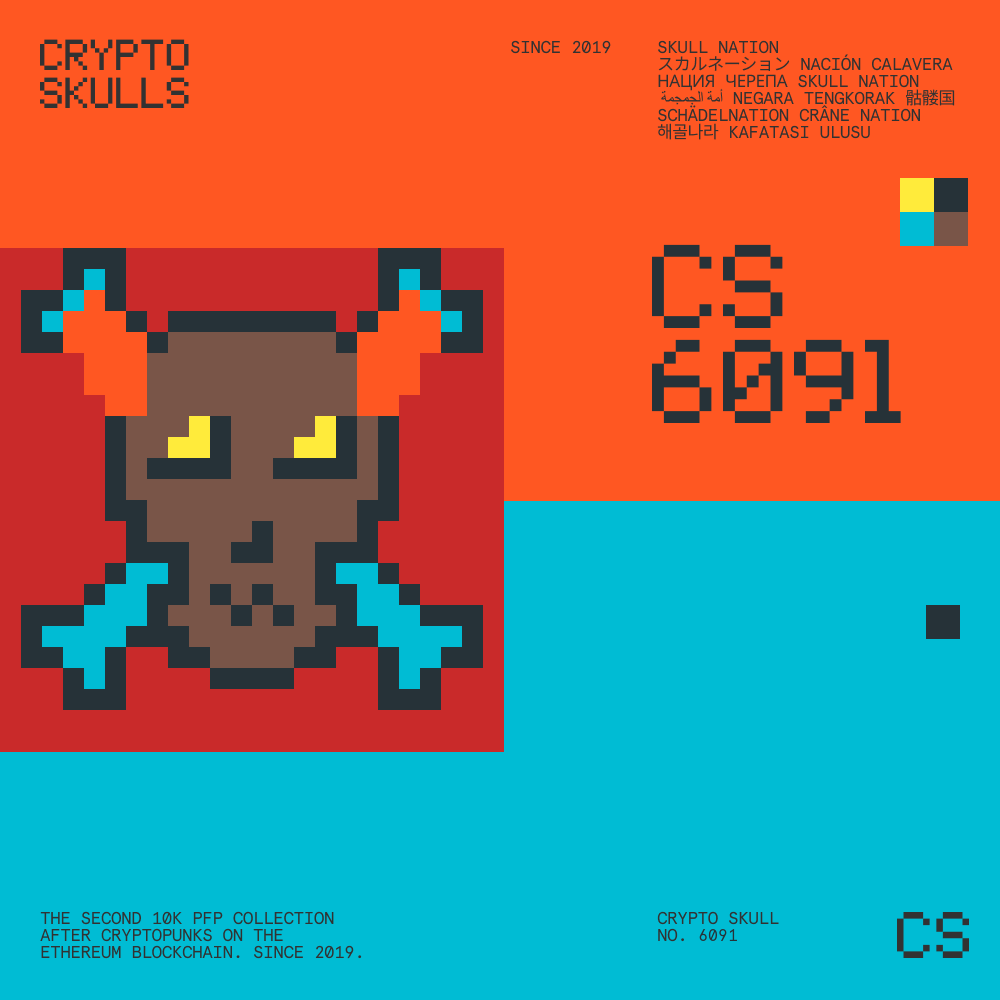 CRYPTO
SKULLS
SINCE 2019
SKULL NATION
スカルネーション NACIÓN CALAVERA
НАЦИЯ ЧЕРЕПА SKULL NATION
أمة الجمجمة NEGARA TENGKORAK 骷髅国
SCHÄDELNATION CRÂNE NATION
해골나라 KAFATASI ULUSU
CS
6091
THE SECOND 10K PFP COLLECTION
AFTER CRYPTOPUNKS ON THE
ETHEREUM BLOCKCHAIN. SINCE 2019.
CRYPTO SKULL
NO. 6091
CS